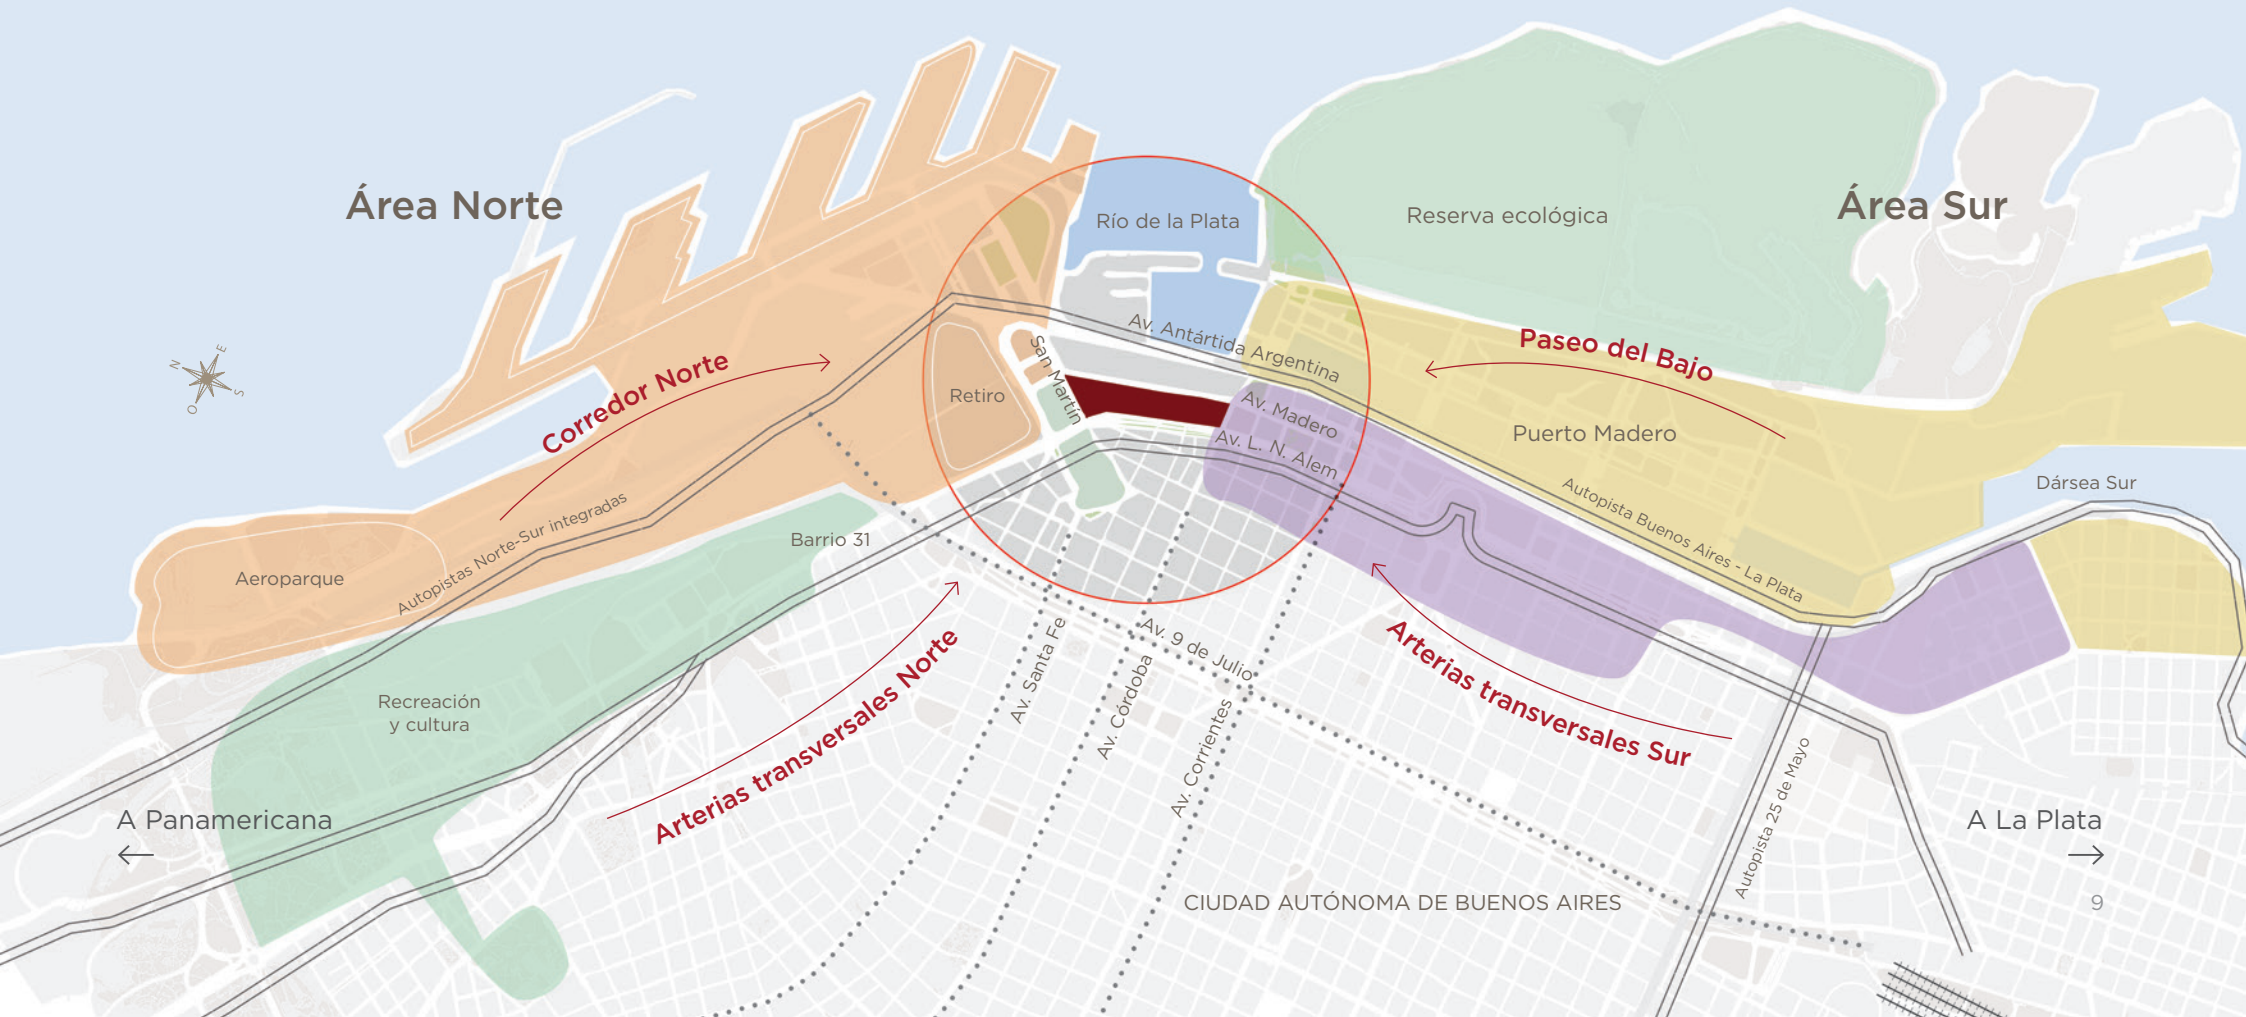 Área Norte
Área Sur
Río de la Plata
Reserva ecológica
N
E
S
O
Av. Antártida Argentina
Paseo del Bajo
San Martín
Corredor Norte
Retiro
Av. Madero
Puerto Madero
Av. L. N. Alem
Dársea Sur
Autopistas Norte-Sur integradas
Autopista Buenos Aires - La Plata
Barrio 31
Aeroparque
Arterias transversales Norte
Av. Santa Fe
Av. 9 de Julio
Av. Córdoba
Av. Corrientes
Arterias transversales Sur
Recreación
y cultura
Autopista 25 de Mayo
A Panamericana
←
A La Plata
→
CIUDAD AUTÓNOMA DE BUENOS AIRES
9